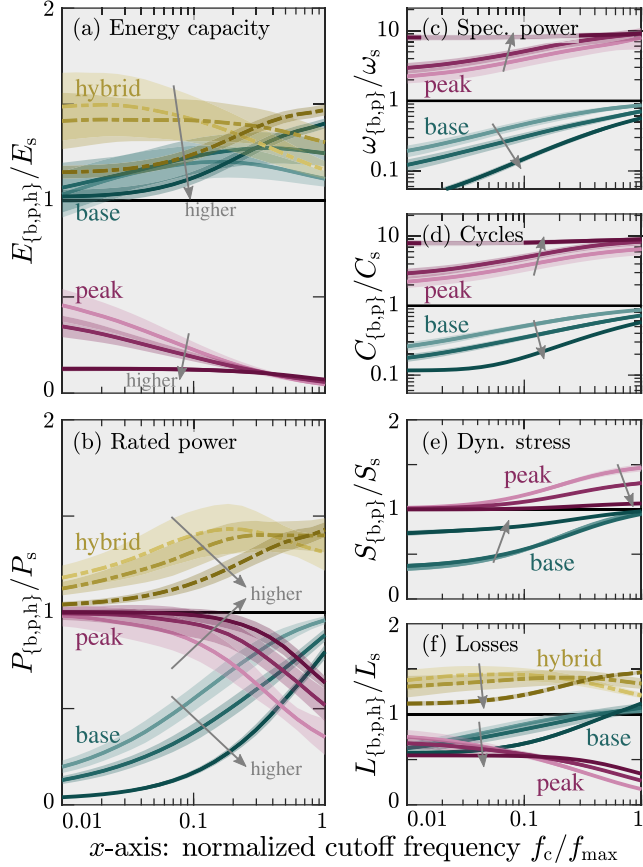 (a) Energy capacity
hybrid
base
higher
peak
higher
2
1
0
E{b,p,h}/Es
(b) Rated power
hybrid
higher
peak
base
higher
2
1
0
P{b,p,h}/Ps
0.01
0.1
1
(c) Spec. power
peak
base
10
1
0.1
ω{b,p}/ωs
(d) Cycles
peak
base
10
1
0.1
C{b,p}/Cs
(e) Dyn. stress
peak
base
2
1
0
S{b,p}/Ss
(f) Losses
hybrid
base
peak
2
1
0
L{b,p,h}/Ls
0.01
0.1
1
x-axis: normalized cutoff frequency fc/fmax